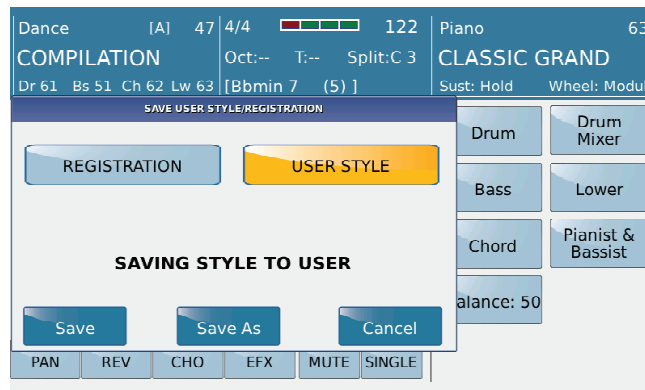 Dance [A] 47 4/4 122 Piano 63
COMPILATION Oct:-- T:-- Split:C 3 CLASSIC GRAND
Dr 61 Bs 51 Ch 62 Lw 63 [Bbmin 7 (5) ] Sust: Hold Wheel: Modul
SAVE USER STYLE/REGISTRATION
REGISTRATION USER STYLE
SAVING STYLE TO USER
Save Save As Cancel
Drum Drum
Mixer
Bass Lower
Chord Pianist &
Bassist
alance: 50
PAN REV CHO EFX MUTE SINGLE